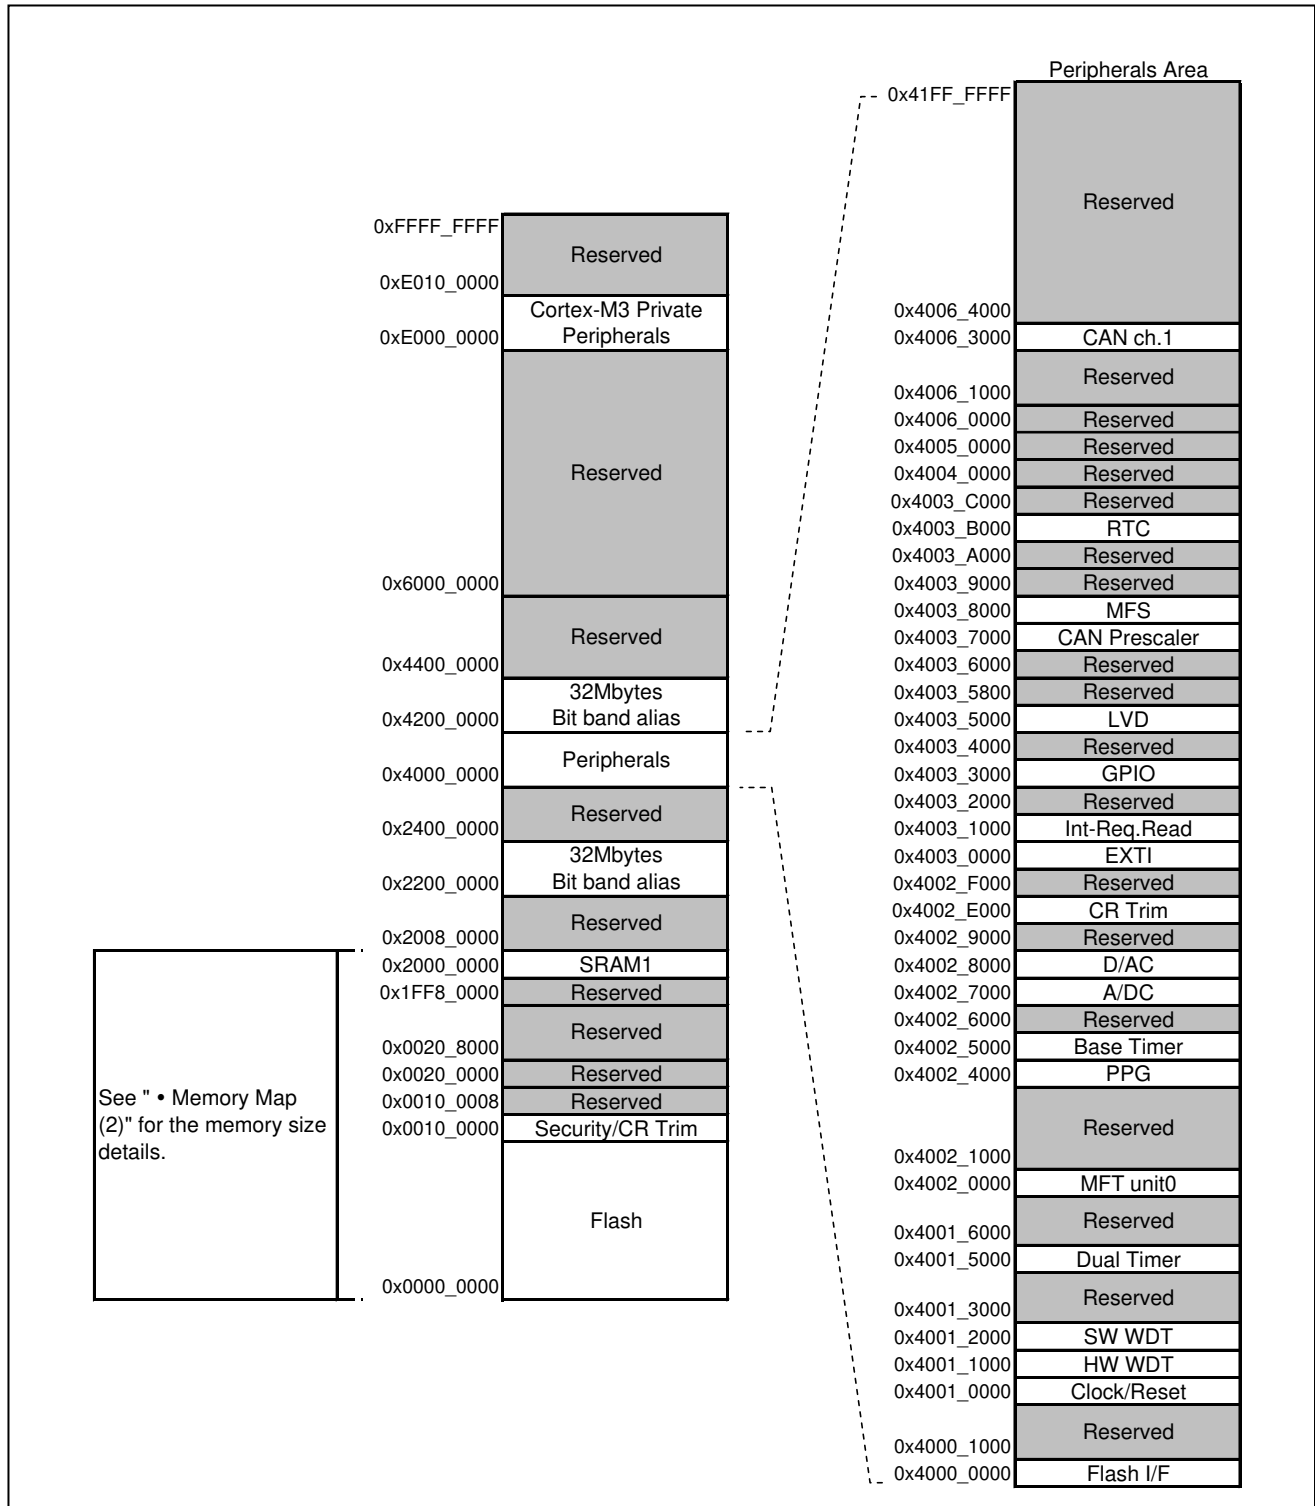 Peripherals Area
0x41FF_FFFF
Reserved
0x4006_4000
0x4006_3000 CAN ch.1
Reserved
0x4006_1000
0x4006_0000 Reserved
0x4005_0000 Reserved
0x4004_0000 Reserved
0x4003_C000 Reserved
0x4003_B000 RTC
0x4003_A000 Reserved
0x4003_9000 Reserved
0x4003_8000 MFS
0x4003_7000 CAN Prescaler
0x4003_6000 Reserved
0x4003_5800 Reserved
0x4003_5000 LVD
0x4003_4000 Reserved
0x4003_3000 GPIO
0x4003_2000 Reserved
0x4003_1000 Int-Req.Read
0x4003_0000 EXTI
0x4002_F000 Reserved
0x4002_E000 CR Trim
0x4002_9000 Reserved
0x4002_8000 D/AC
0x4002_7000 A/DC
0x4002_6000 Reserved
0x4002_5000 Base Timer
0x4002_4000 PPG
Reserved
0x4002_1000
0x4002_0000 MFT unit0
Reserved
0x4001_6000
0x4001_5000 Dual Timer
Reserved
0x4001_3000
0x4001_2000 SW WDT
0x4001_1000 HW WDT
0x4001_0000 Clock/Reset
Reserved
0x4000_1000
0x4000_0000 Flash I/F
0xFFFF_FFFF
Reserved
0xE010_0000
Cortex-M3 Private
0xE000_0000 Peripherals
Reserved
0x6000_0000
Reserved
0x4400_0000
32Mbytes
0x4200_0000 Bit band alias
Peripherals
0x4000_0000
Reserved
0x2400_0000
32Mbytes
0x2200_0000 Bit band alias
Reserved
0x2008_0000
0x2000_0000 SRAM1
0x1FF8_0000 Reserved
Reserved
0x0020_8000
0x0020_0000 Reserved
0x0010_0008 Reserved
0x0010_0000 Security/CR Trim
Flash
0x0000_0000
See " • Memory Map
(2)" for the memory size
details.